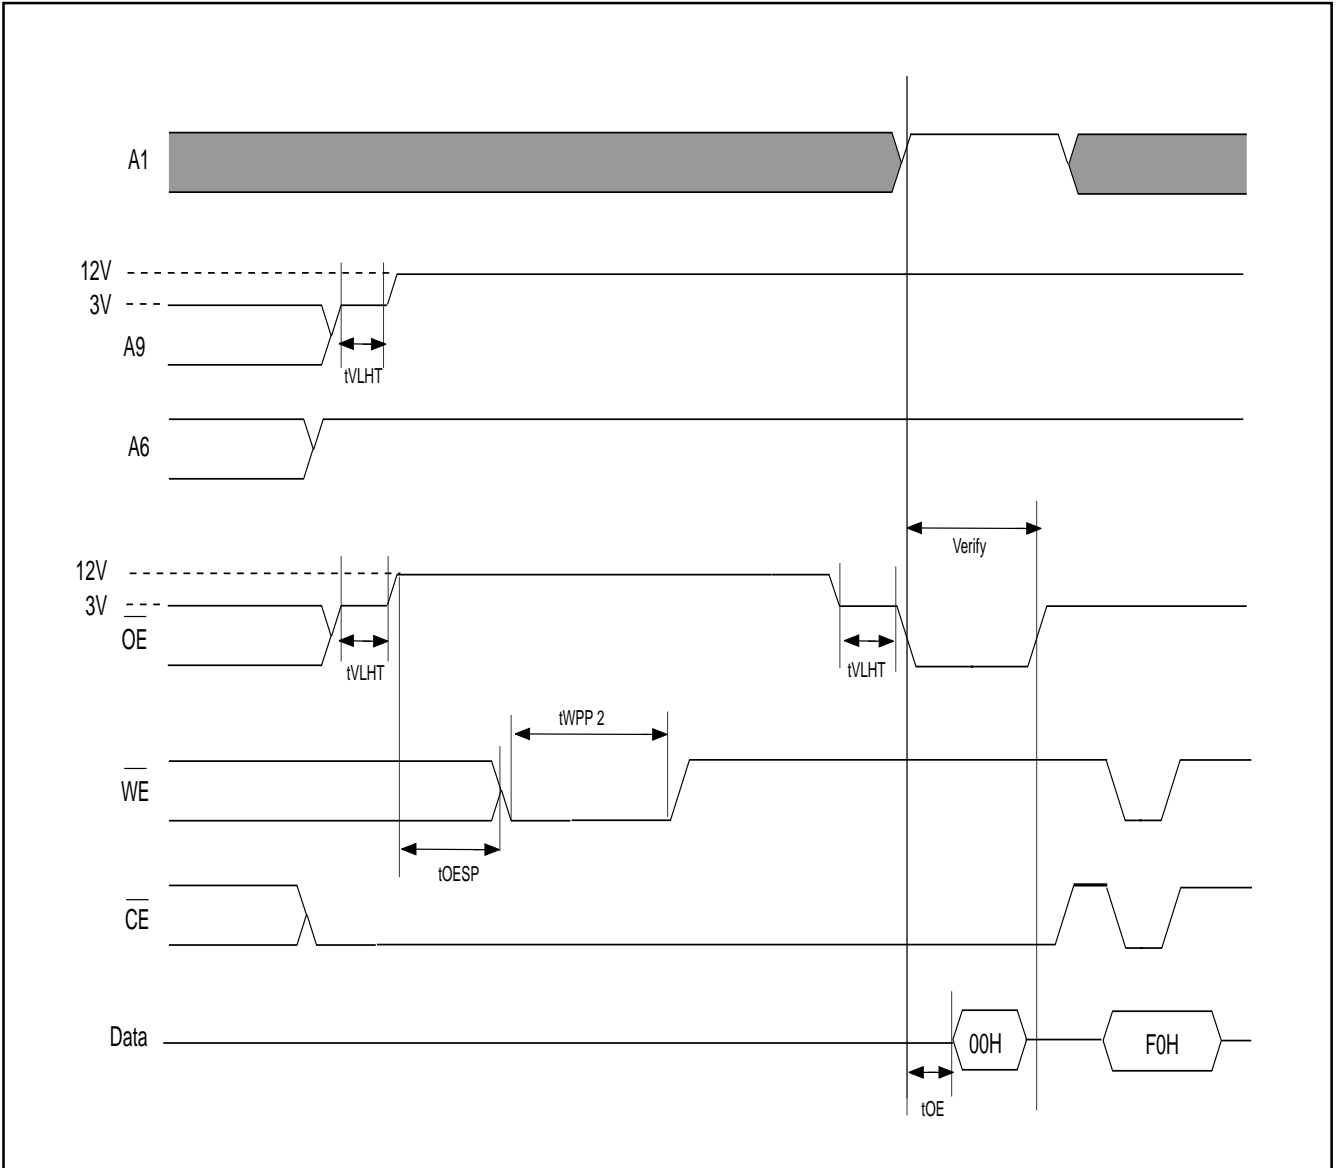 A1
12V
3V
A9
tVLHT
A6
Verify
12V
3V
OE
tVLHT
tVLHT
tWPP 2
WE
tOESP
CE
Data
00H
F0H
tOE